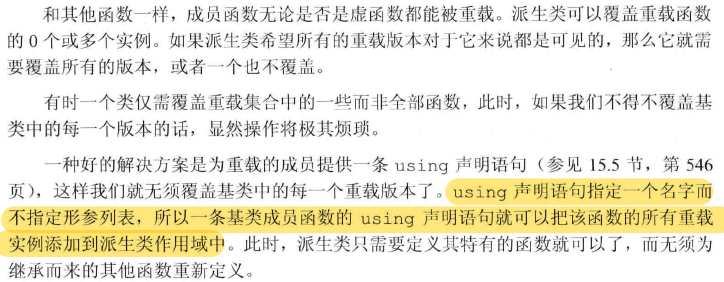 和其他函数一样，成员函数无论是否是虚函数都能被重载。派生类可以覆盖重载函数
的 0 个或多个实例。如果派生类希望所有的重载版本对于它来说都是可见的，那么它就需
要覆盖所有的版本，或者一个也不覆盖。
有时一个类仅需覆盖重载集合中的一些而非全部函数，此时，如果我们不得不覆盖基
类中的每一个版本的话，显然操作将极其烦琐。
一种好的解决方案是为重载的成员提供一条 using 声明语句（参见 15.5 节，第 546
页），这样我们就无须覆盖基类中的每一个重载版本了。using 声明语句指定一个名字而
不指定形参列表，所以一条基类成员函数的 using 声明语句就可以把该函数的所有重载
实例添加到派生类作用域中。此时，派生类只需要定义其特有的函数就可以了，而无须为
继承而来的其他函数重新定义。